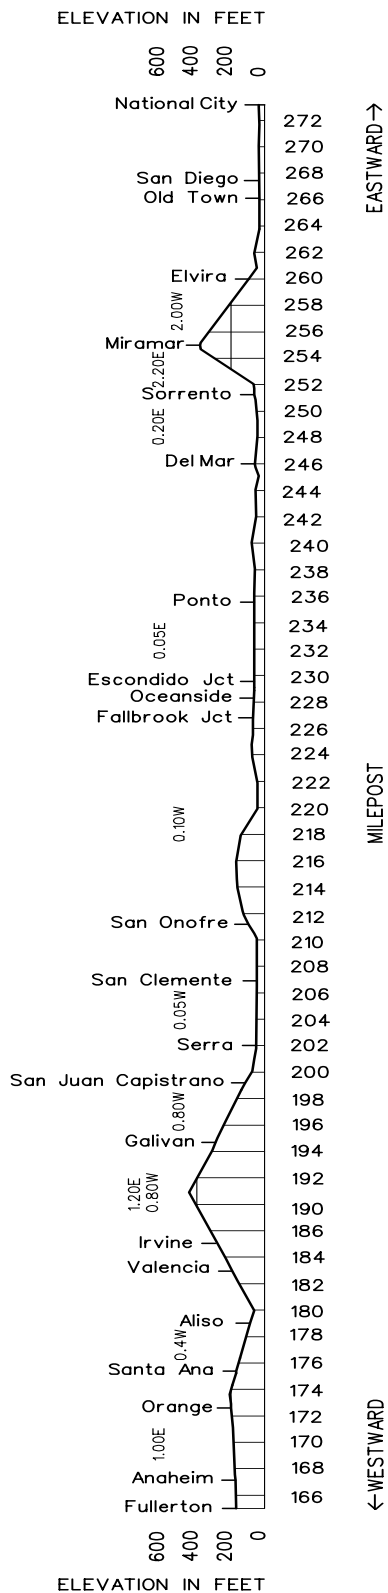 ELEVATION IN FEET
600 400 200 0
National City
272
EASTWARD→
270
San Diego 268
Old Town 266
264
262
Elvira 260
2.00W 258
256
Miramar
2.20E 254
252
Sorrento
0.20E 250
248
Del Mar 246
244
242
240
238
Ponto 236
234
0.05E 232
Escondido Jct 230
Oceanside 228
Fallbrook Jct
226
224
MILEPOST
222
220
0.10W 218
216
214
San Onofre 212
210
208
San Clemente
0.05W 206
204
Serra 202
San Juan Capistrano 200
0.80W 198
196
Galivan 194
192
1.20E
0.80W 190
186
Irvine 184
Valencia
182
180
Aliso 178
0.4W 176
Santa Ana
174
Orange 172
1.00E 170
←WESTWARD
168
Anaheim
166
Fullerton
600 400 200 0
ELEVATION IN FEET